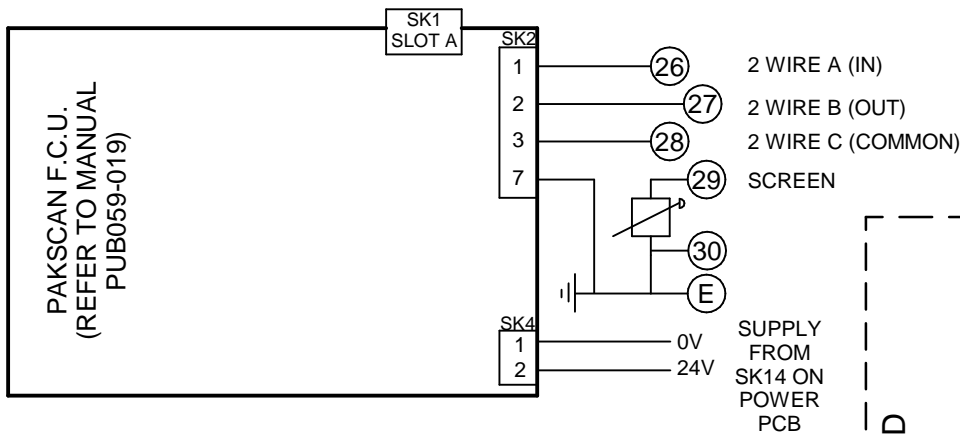 SK1
SLOT A
PAKSCAN F.C.U.
(REFER TO MANUAL
PUB059-019)
SK2
1
26
2 WIRE A (IN)
2
27
2 WIRE B (OUT)
3
28
2 WIRE C (COMMON)
7
29
SCREEN
30
E
SK4
1
0V
2
24V
SUPPLY
FROM
SK14 ON
POWER
PCB
D